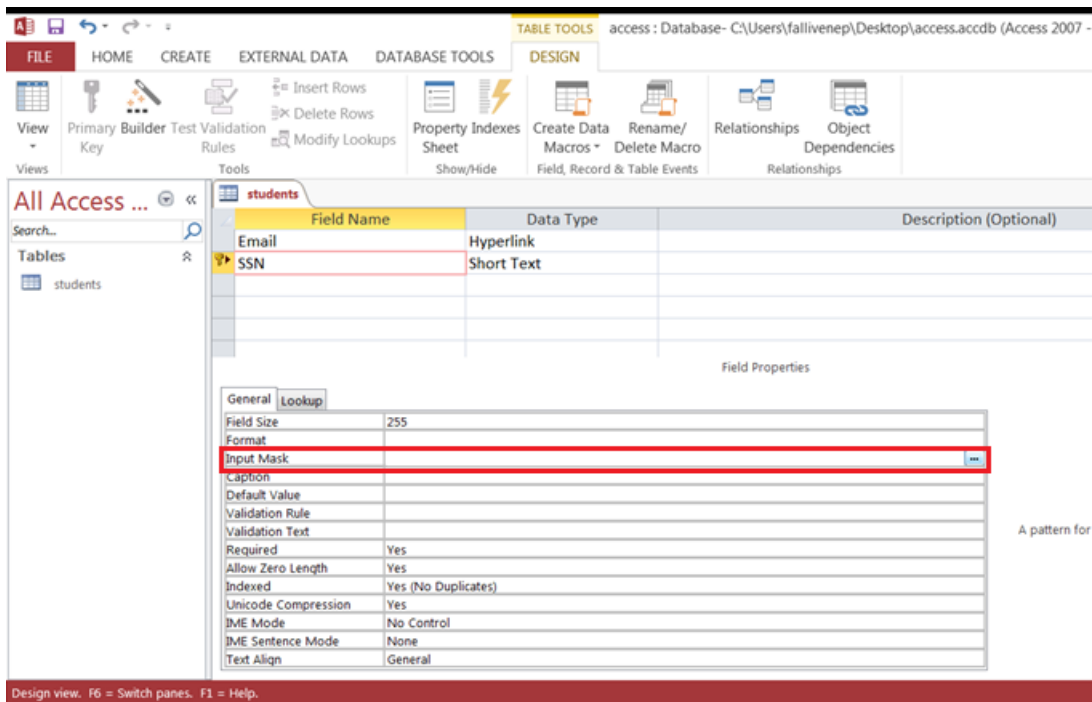 TABLE TOOLS access : Database- C:\Users\fallivenep\Desktop\access.accdb (Access 2007 -
FILE HOME CREATE EXTERNAL DATA DATABASE TOOLS DESIGN
View
Primary Key
Builder
Test Validation Rules
Insert Rows
Delete Rows
Modify Lookups
Property Sheet
Indexes
Create Data Macros
Rename/ Delete Macro
Relationships
Object Dependencies
Views Tools Show/Hide Field, Record & Table Events Relationships
All Access ... «
Search...
Tables
students
students
Field Name Data Type Description (Optional)
Email Hyperlink
SSN Short Text
Field Properties
General Lookup
Field Size 255
Format
Input Mask ...
Caption
Default Value
Validation Rule
Validation Text
Required Yes
Allow Zero Length Yes
Indexed Yes (No Duplicates)
Unicode Compression Yes
IME Mode No Control
IME Sentence Mode None
Text Align General
A pattern for
Design view. F6 = Switch panes. F1 = Help.